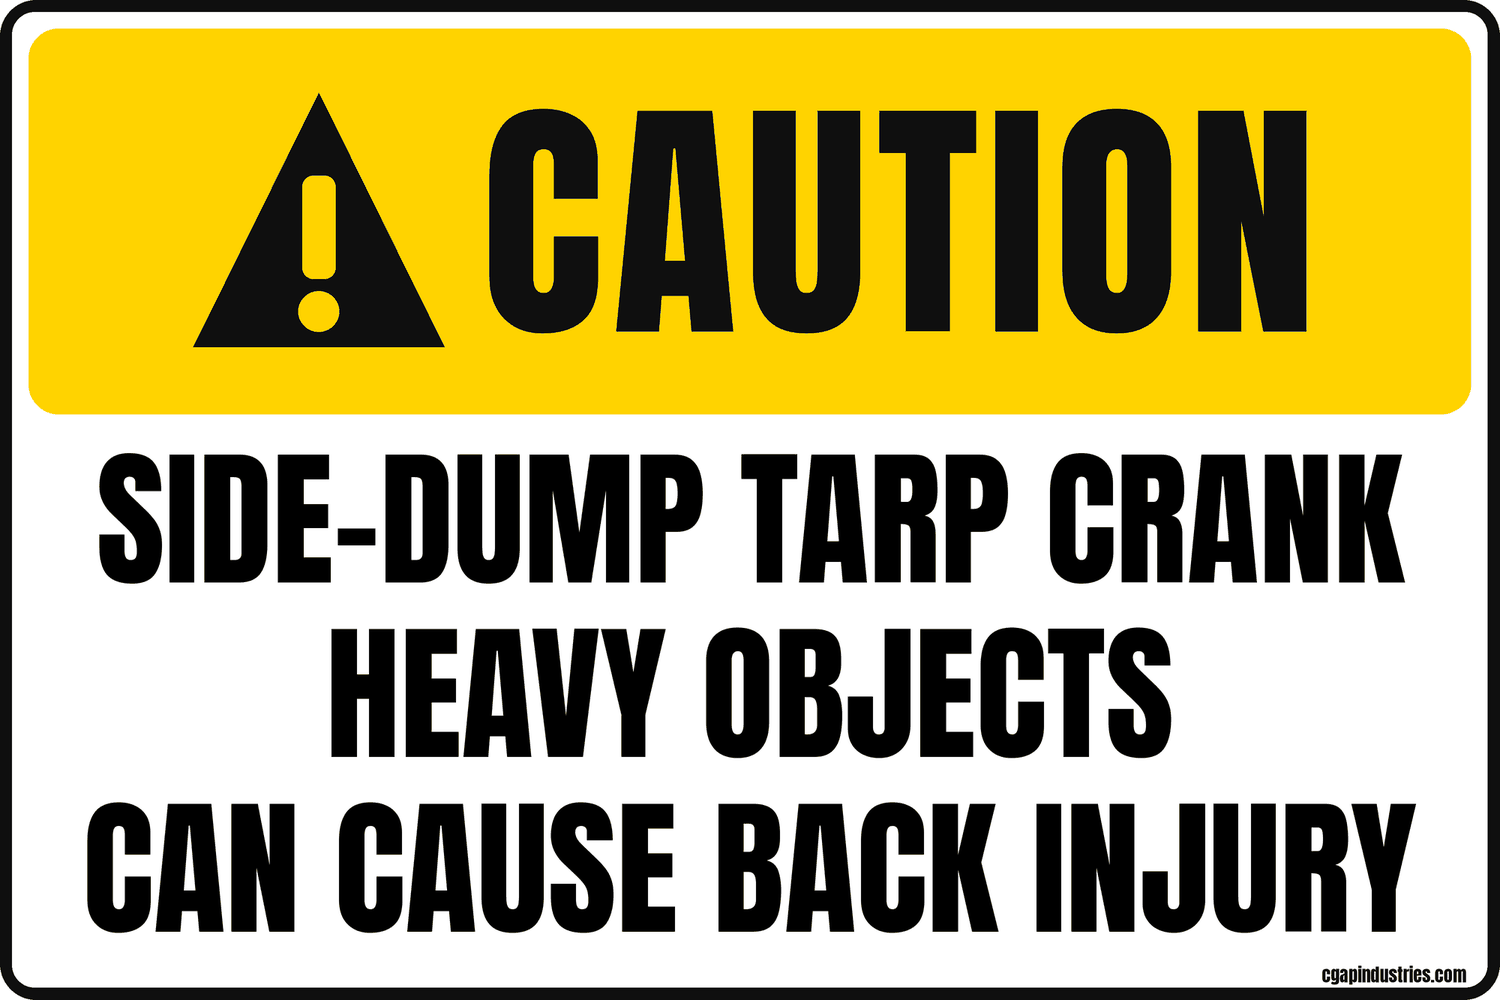 CAUTION
SIDE-DUMP TARP CRANK
HEAVY OBJECTS
CAN CAUSE BACK INJURY
cgapindustries.com